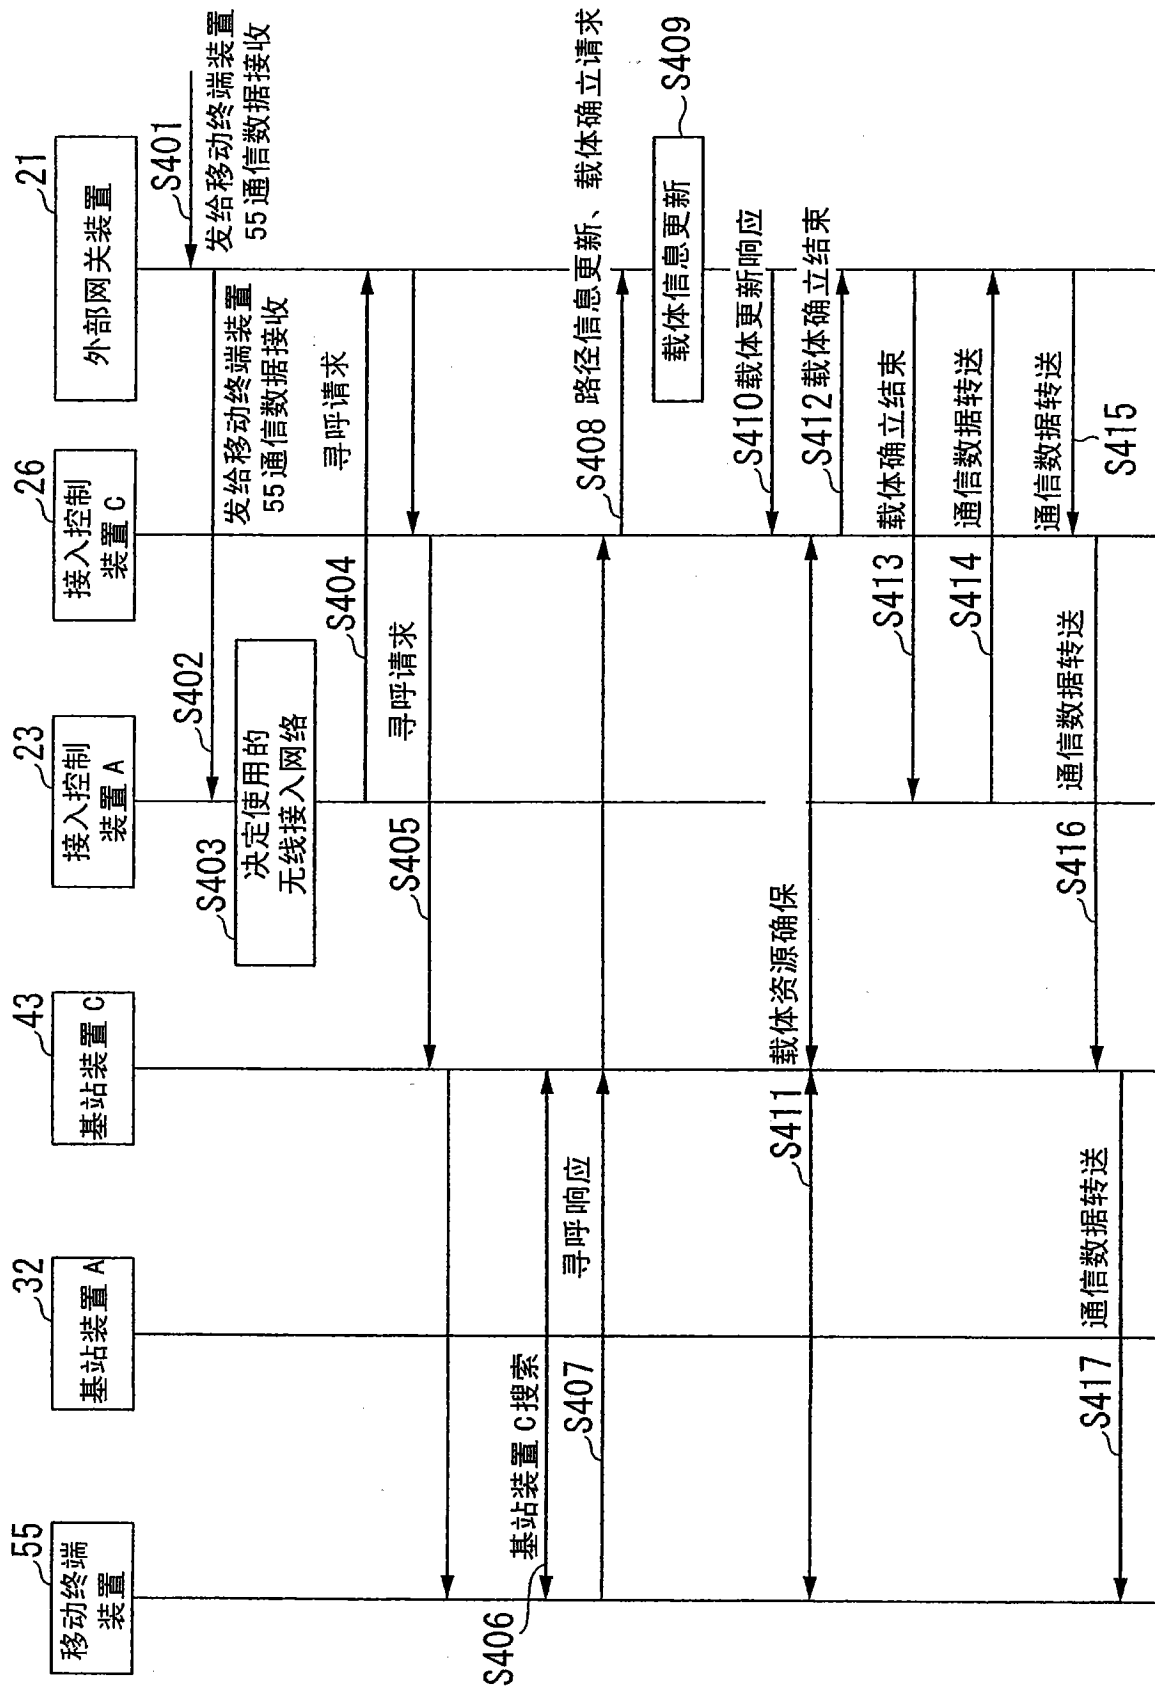 55
移动终端
装置
32
基站装置 A
43
基站装置 C
23
接入控制
装置 A
26
接入控制
装置 C
21
外部网关装置
S401
发给移动终端装置
55通信数据接收
S402
发给移动终端装置
55通信数据接收
S403
决定使用的
无线接入网络
S404
寻呼请求
S405
寻呼请求
S406
基站装置 C 搜索
S407
寻呼响应
S408 路径信息更新、载体确立请求
载体信息更新
S409
S410载体更新响应
S411
载体资源确保
S412载体确立结束
S413
载体确立结束
S414
通信数据转送
通信数据转送
S415
S416
通信数据转送
S417
通信数据转送